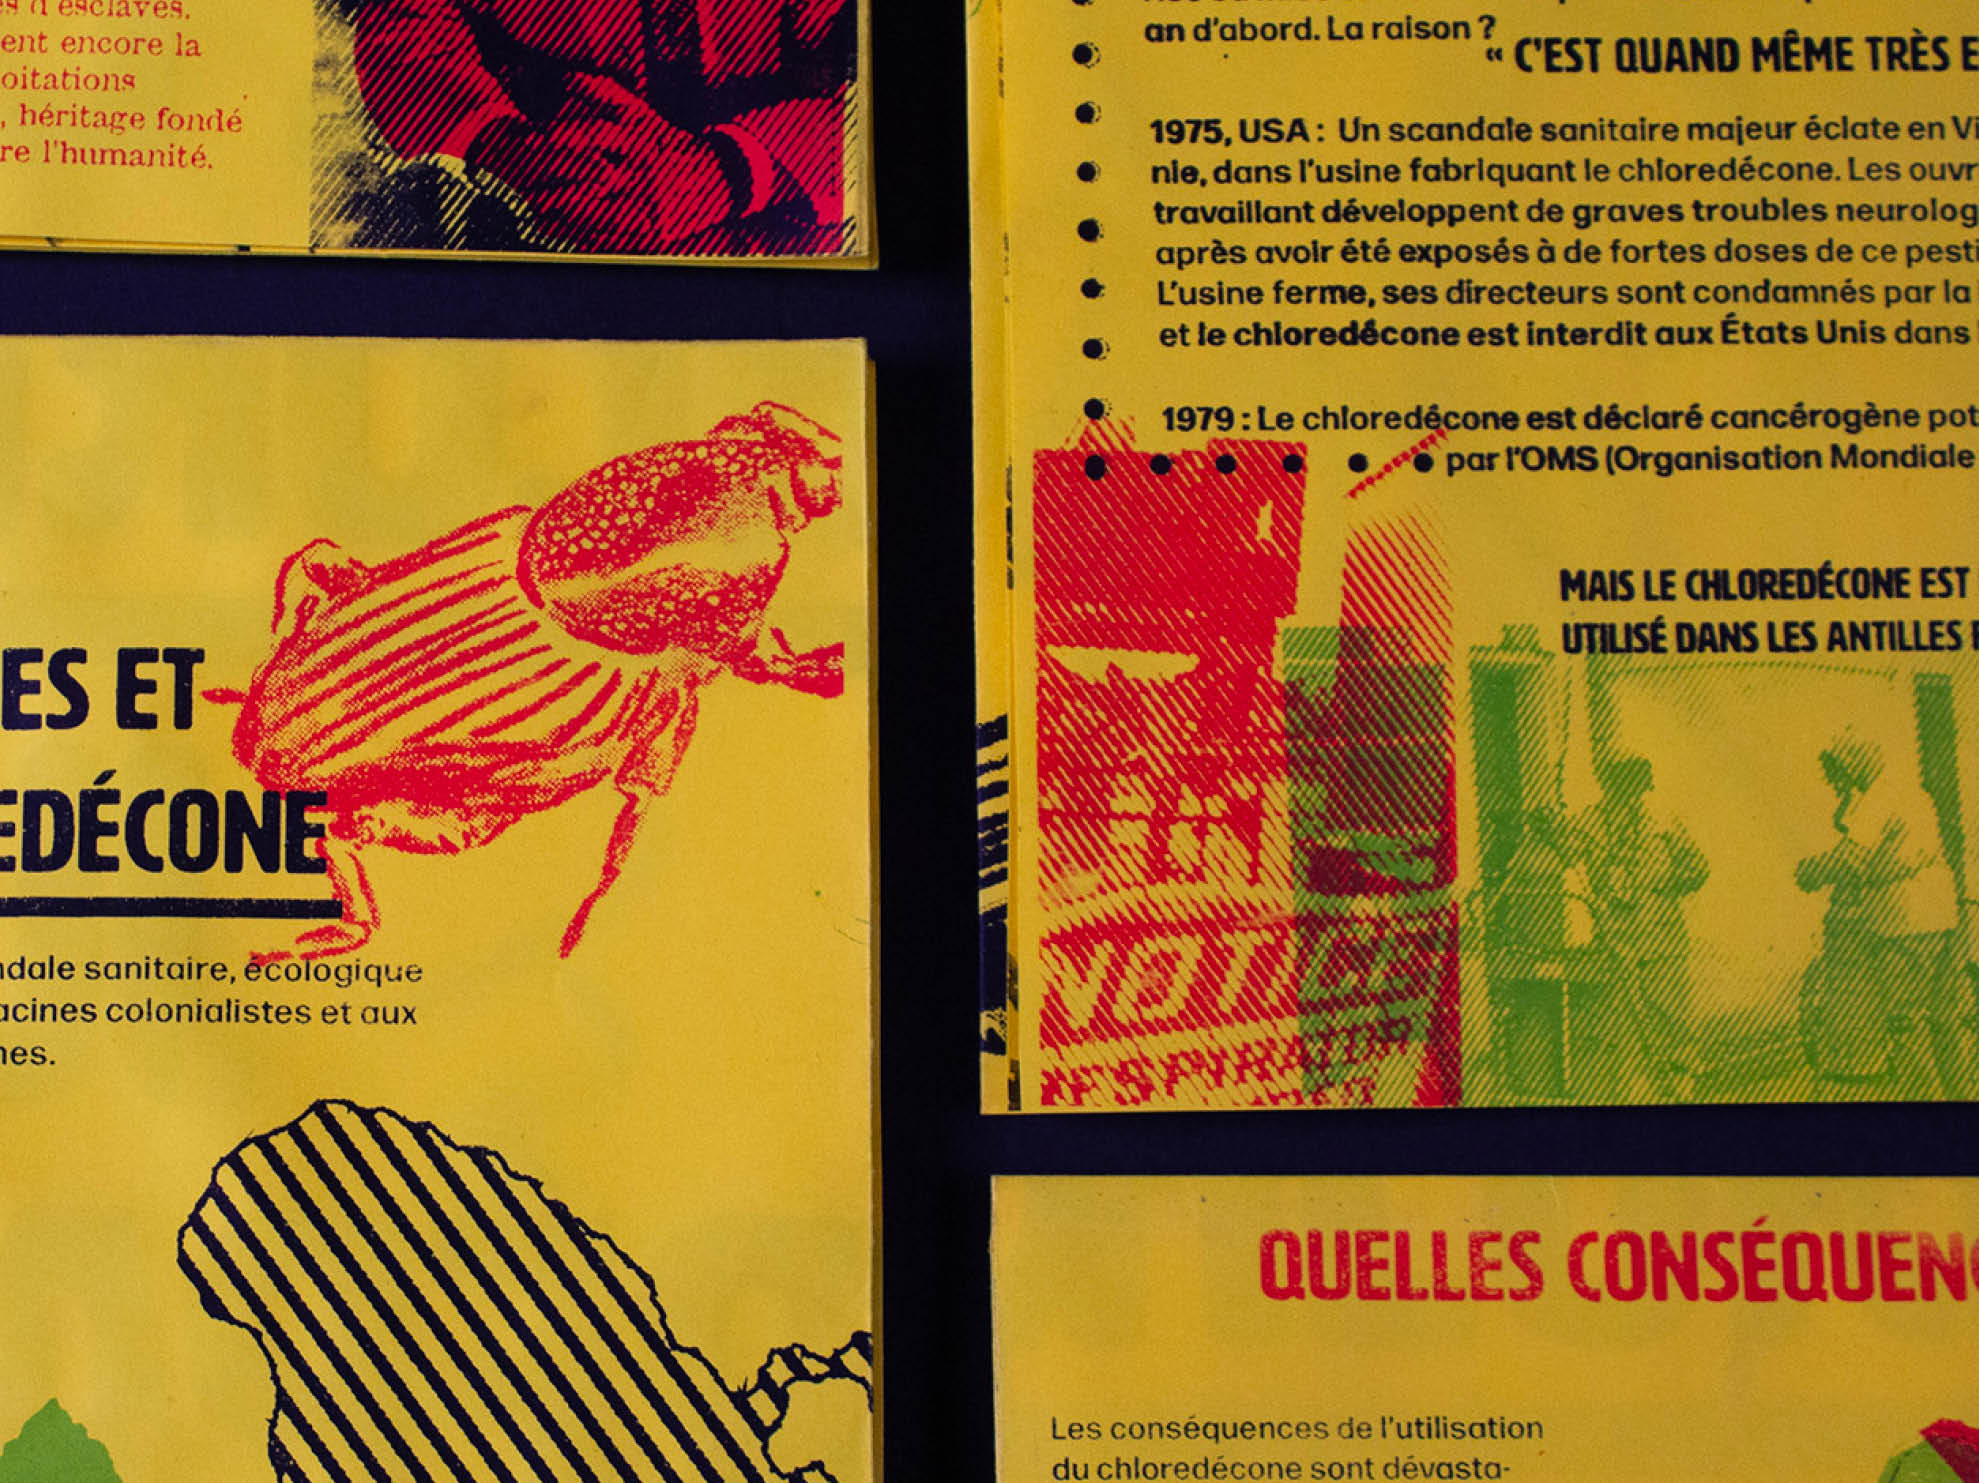 d'esclaves.
ent encore la
oitations
, héritage fondé
re l'humanité.
ES ET
EDÉCONE
ndale sanitaire, écologique
acines colonialistes et aux
nes.
an d'abord. La raison ?
« C'EST QUAND MÊME TRÈS E
1975, USA : Un scandale sanitaire majeur éclate en Vi
nie, dans l'usine fabriquant le chloredécone. Les ouvr
travaillant développent de graves troubles neurolog
après avoir été exposés à de fortes doses de ce pesti
L'usine ferme, ses directeurs sont condamnés par la
et le chloredécone est interdit aux États Unis dans
1979 : Le chloredécone est déclaré cancérogène pot
par l'OMS (Organisation Mondiale
MAIS LE CHLOREDÉCONE EST
UTILISÉ DANS LES ANTILLES
QUELLES CONSÉQUENC
Les conséquences de l'utilisation
du chloredécone sont dévasta-